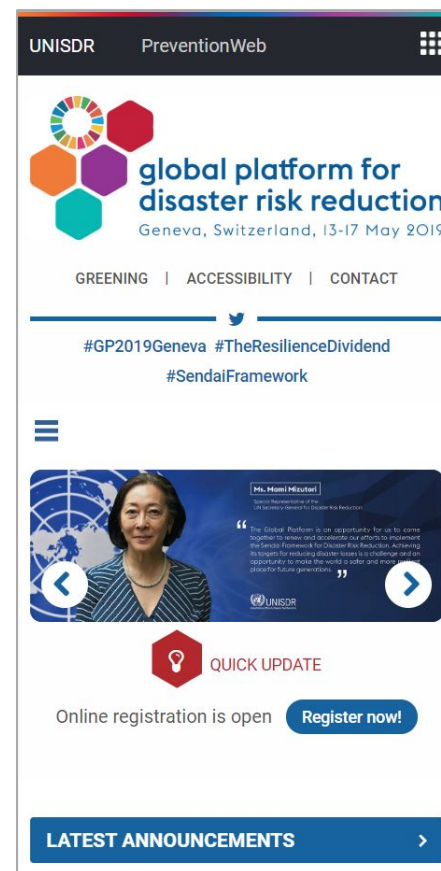 UNISDR PreventionWeb
global platform for
disaster risk reduction
Geneva, Switzerland, 13-17 May 2019
GREENING | ACCESSIBILITY | CONTACT
#GP2019Geneva #TheResilienceDividend
#SendaiFramework
Ms. Mami Mizutori
Special Representative of the
UN Secretary-General for Disaster Risk Reduction
“ The Global Platform is an opportunity for us to come
together to renew and accelerate our efforts to implement
the Sendai Framework for Disaster Risk Reduction. Achieving
its targets for reducing disaster losses is a challenge and an
opportunity to make the world a safer and more
place for future generations. ”
UNISDR
QUICK UPDATE
Online registration is open Register now!
LATEST ANNOUNCEMENTS